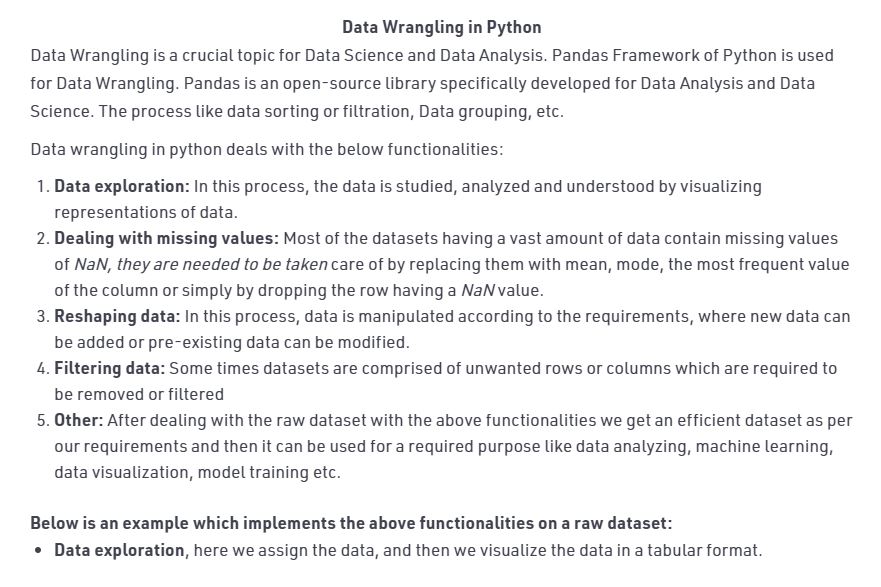 Data Wrangling in Python
Data Wrangling is a crucial topic for Data Science and Data Analysis. Pandas Framework of Python is used
for Data Wrangling. Pandas is an open-source library specifically developed for Data Analysis and Data
Science. The process like data sorting or filtration, Data grouping, etc.
Data wrangling in python deals with the below functionalities:
1. Data exploration: In this process, the data is studied, analyzed and understood by visualizing
representations of data.
2. Dealing with missing values: Most of the datasets having a vast amount of data contain missing values
of NaN, they are needed to be taken care of by replacing them with mean, mode, the most frequent value
of the column or simply by dropping the row having a NaN value.
3. Reshaping data: In this process, data is manipulated according to the requirements, where new data can
be added or pre-existing data can be modified.
4. Filtering data: Some times datasets are comprised of unwanted rows or columns which are required to
be removed or filtered
5. Other: After dealing with the raw dataset with the above functionalities we get an efficient dataset as per
our requirements and then it can be used for a required purpose like data analyzing, machine learning,
data visualization, model training etc.
Below is an example which implements the above functionalities on a raw dataset:
• Data exploration, here we assign the data, and then we visualize the data in a tabular format.